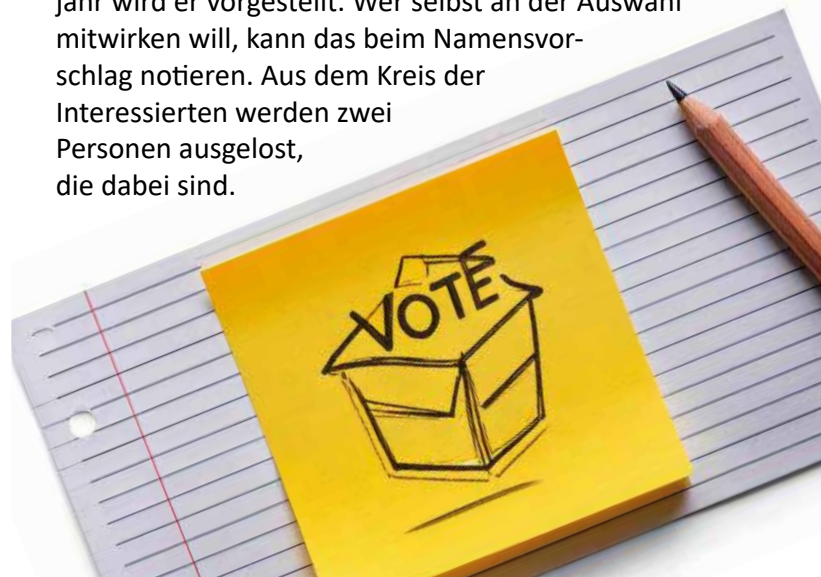 jahr wird er vorgestellt. Wer selbst an der Auswahl
mitwirken will, kann das beim Namensvor-
schlag notieren. Aus dem Kreis der
Interessierten werden zwei
Personen ausgelost,
die dabei sind.
VOTE